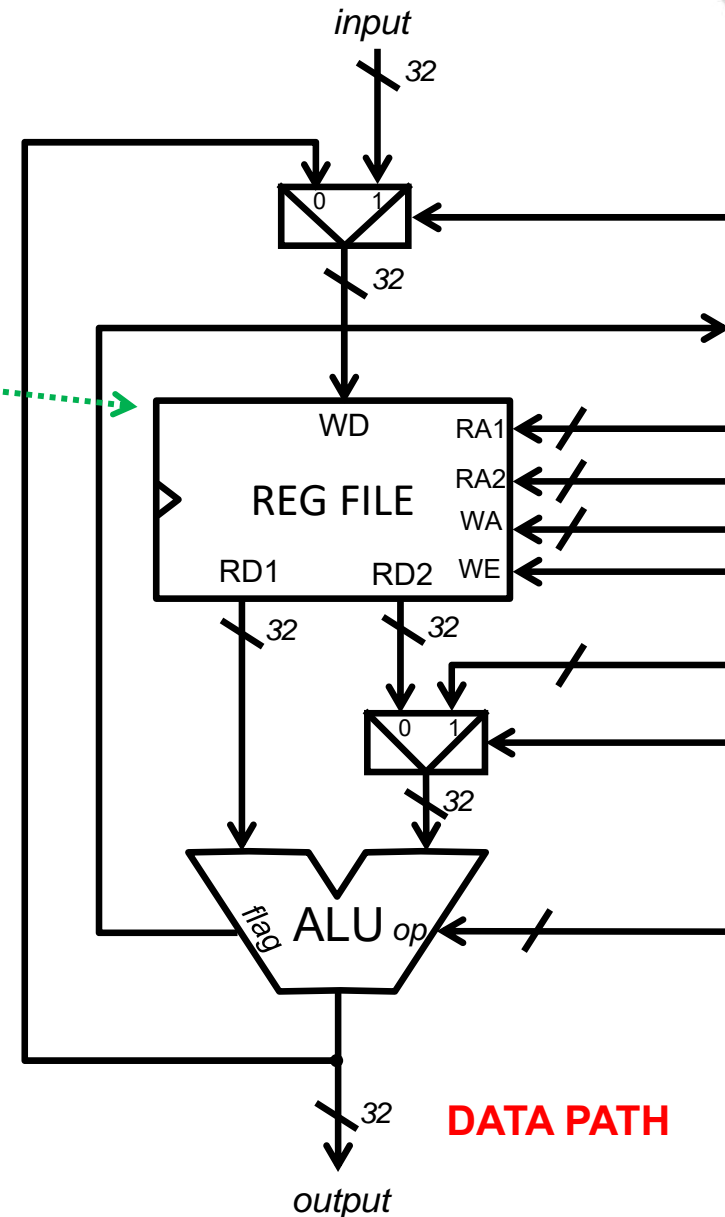 input
32
0 1
32
WD
RA1
RA2
REG FILE
WA
RD1
RD2
WE
32
32
0 1
32
flag
ALU
op
32
DATA PATH
output